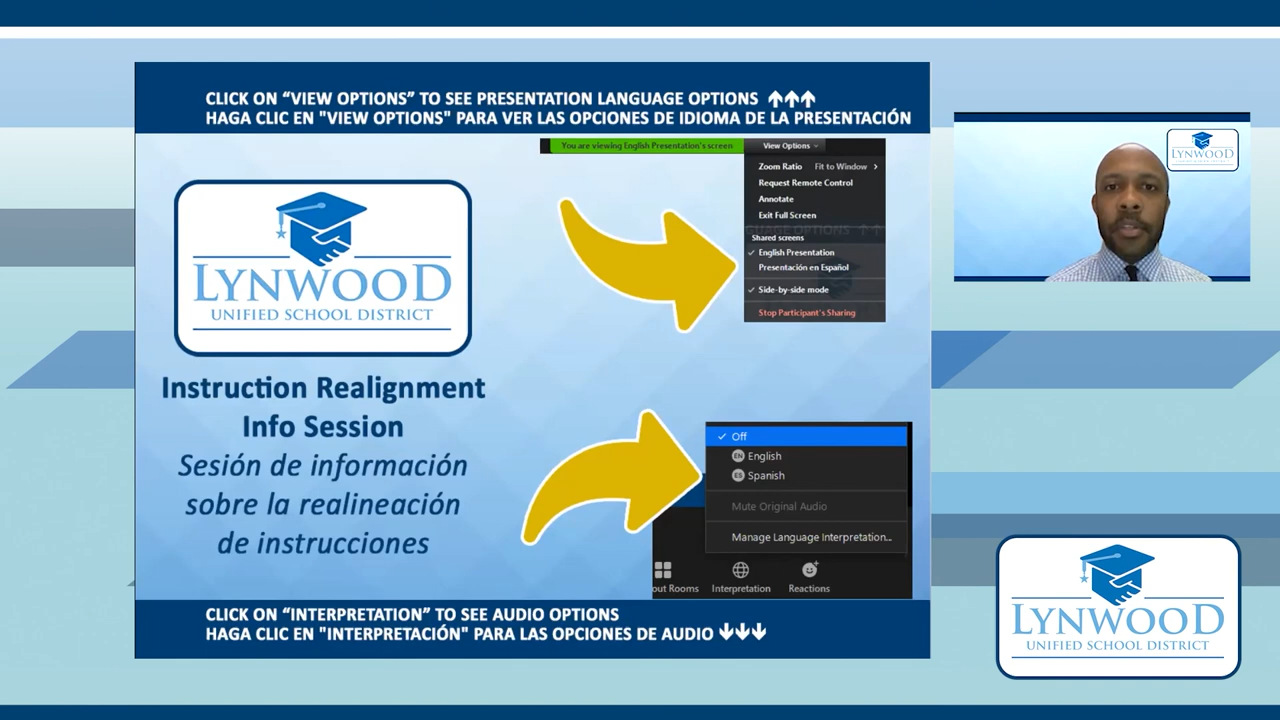 CLICK ON “VIEW OPTIONS” TO SEE PRESENTATION LANGUAGE OPTIONS
HAGA CLIC EN "VIEW OPTIONS" PARA VER LAS OPCIONES DE IDIOMA DE LA PRESENTACIÓN
You are viewing English Presentation's screen
View Options
Zoom Ratio Fit to Window
Request Remote Control
Annotate
Exit Full Screen
Shared screens
English Presentation
Presentación en Español
Side-by-side mode
Stop Participant's Sharing
LYNWOOD
UNIFIED SCHOOL DISTRICT
Instruction Realignment
Info Session
Sesión de información
sobre la realineación
de instrucciones
Off
EN English
ES Spanish
Mute Original Audio
Manage Language Interpretation...
out Rooms
Interpretation
Reactions
CLICK ON “INTERPRETATION” TO SEE AUDIO OPTIONS
HAGA CLIC EN "INTERPRETACIÓN" PARA LAS OPCIONES DE AUDIO
LYNWOOD
LYNWOOD
UNIFIED SCHOOL DISTRICT